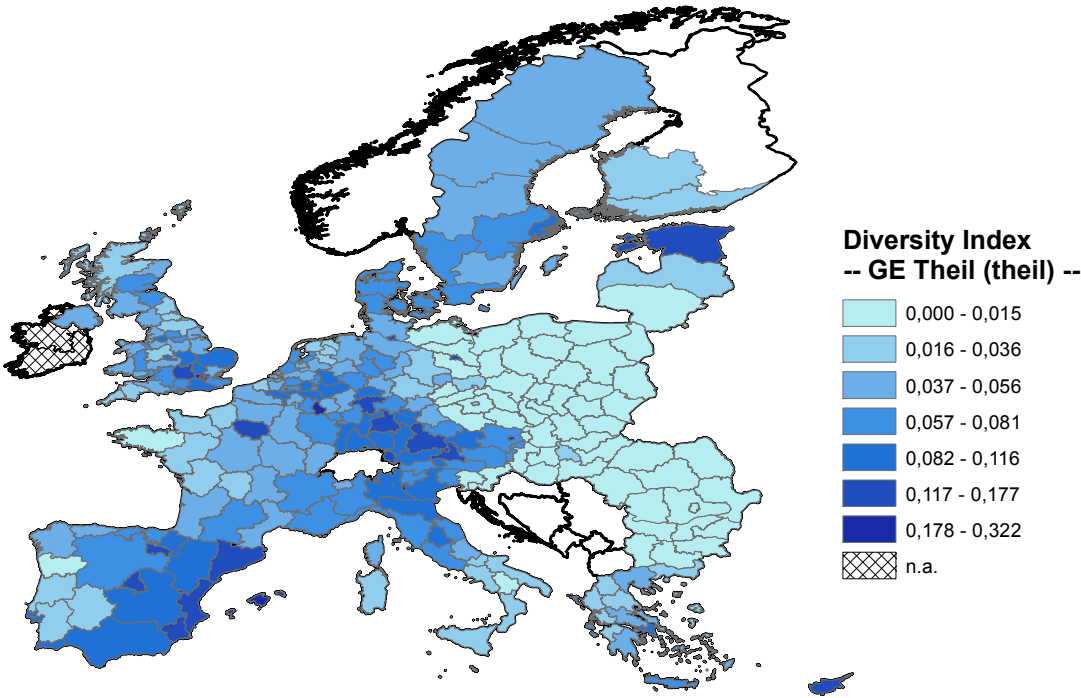 Diversity Index
-- GE Theil (theil) --
0,000 - 0,015
0,016 - 0,036
0,037 - 0,056
0,057 - 0,081
0,082 - 0,116
0,117 - 0,177
0,178 - 0,322
n.a.